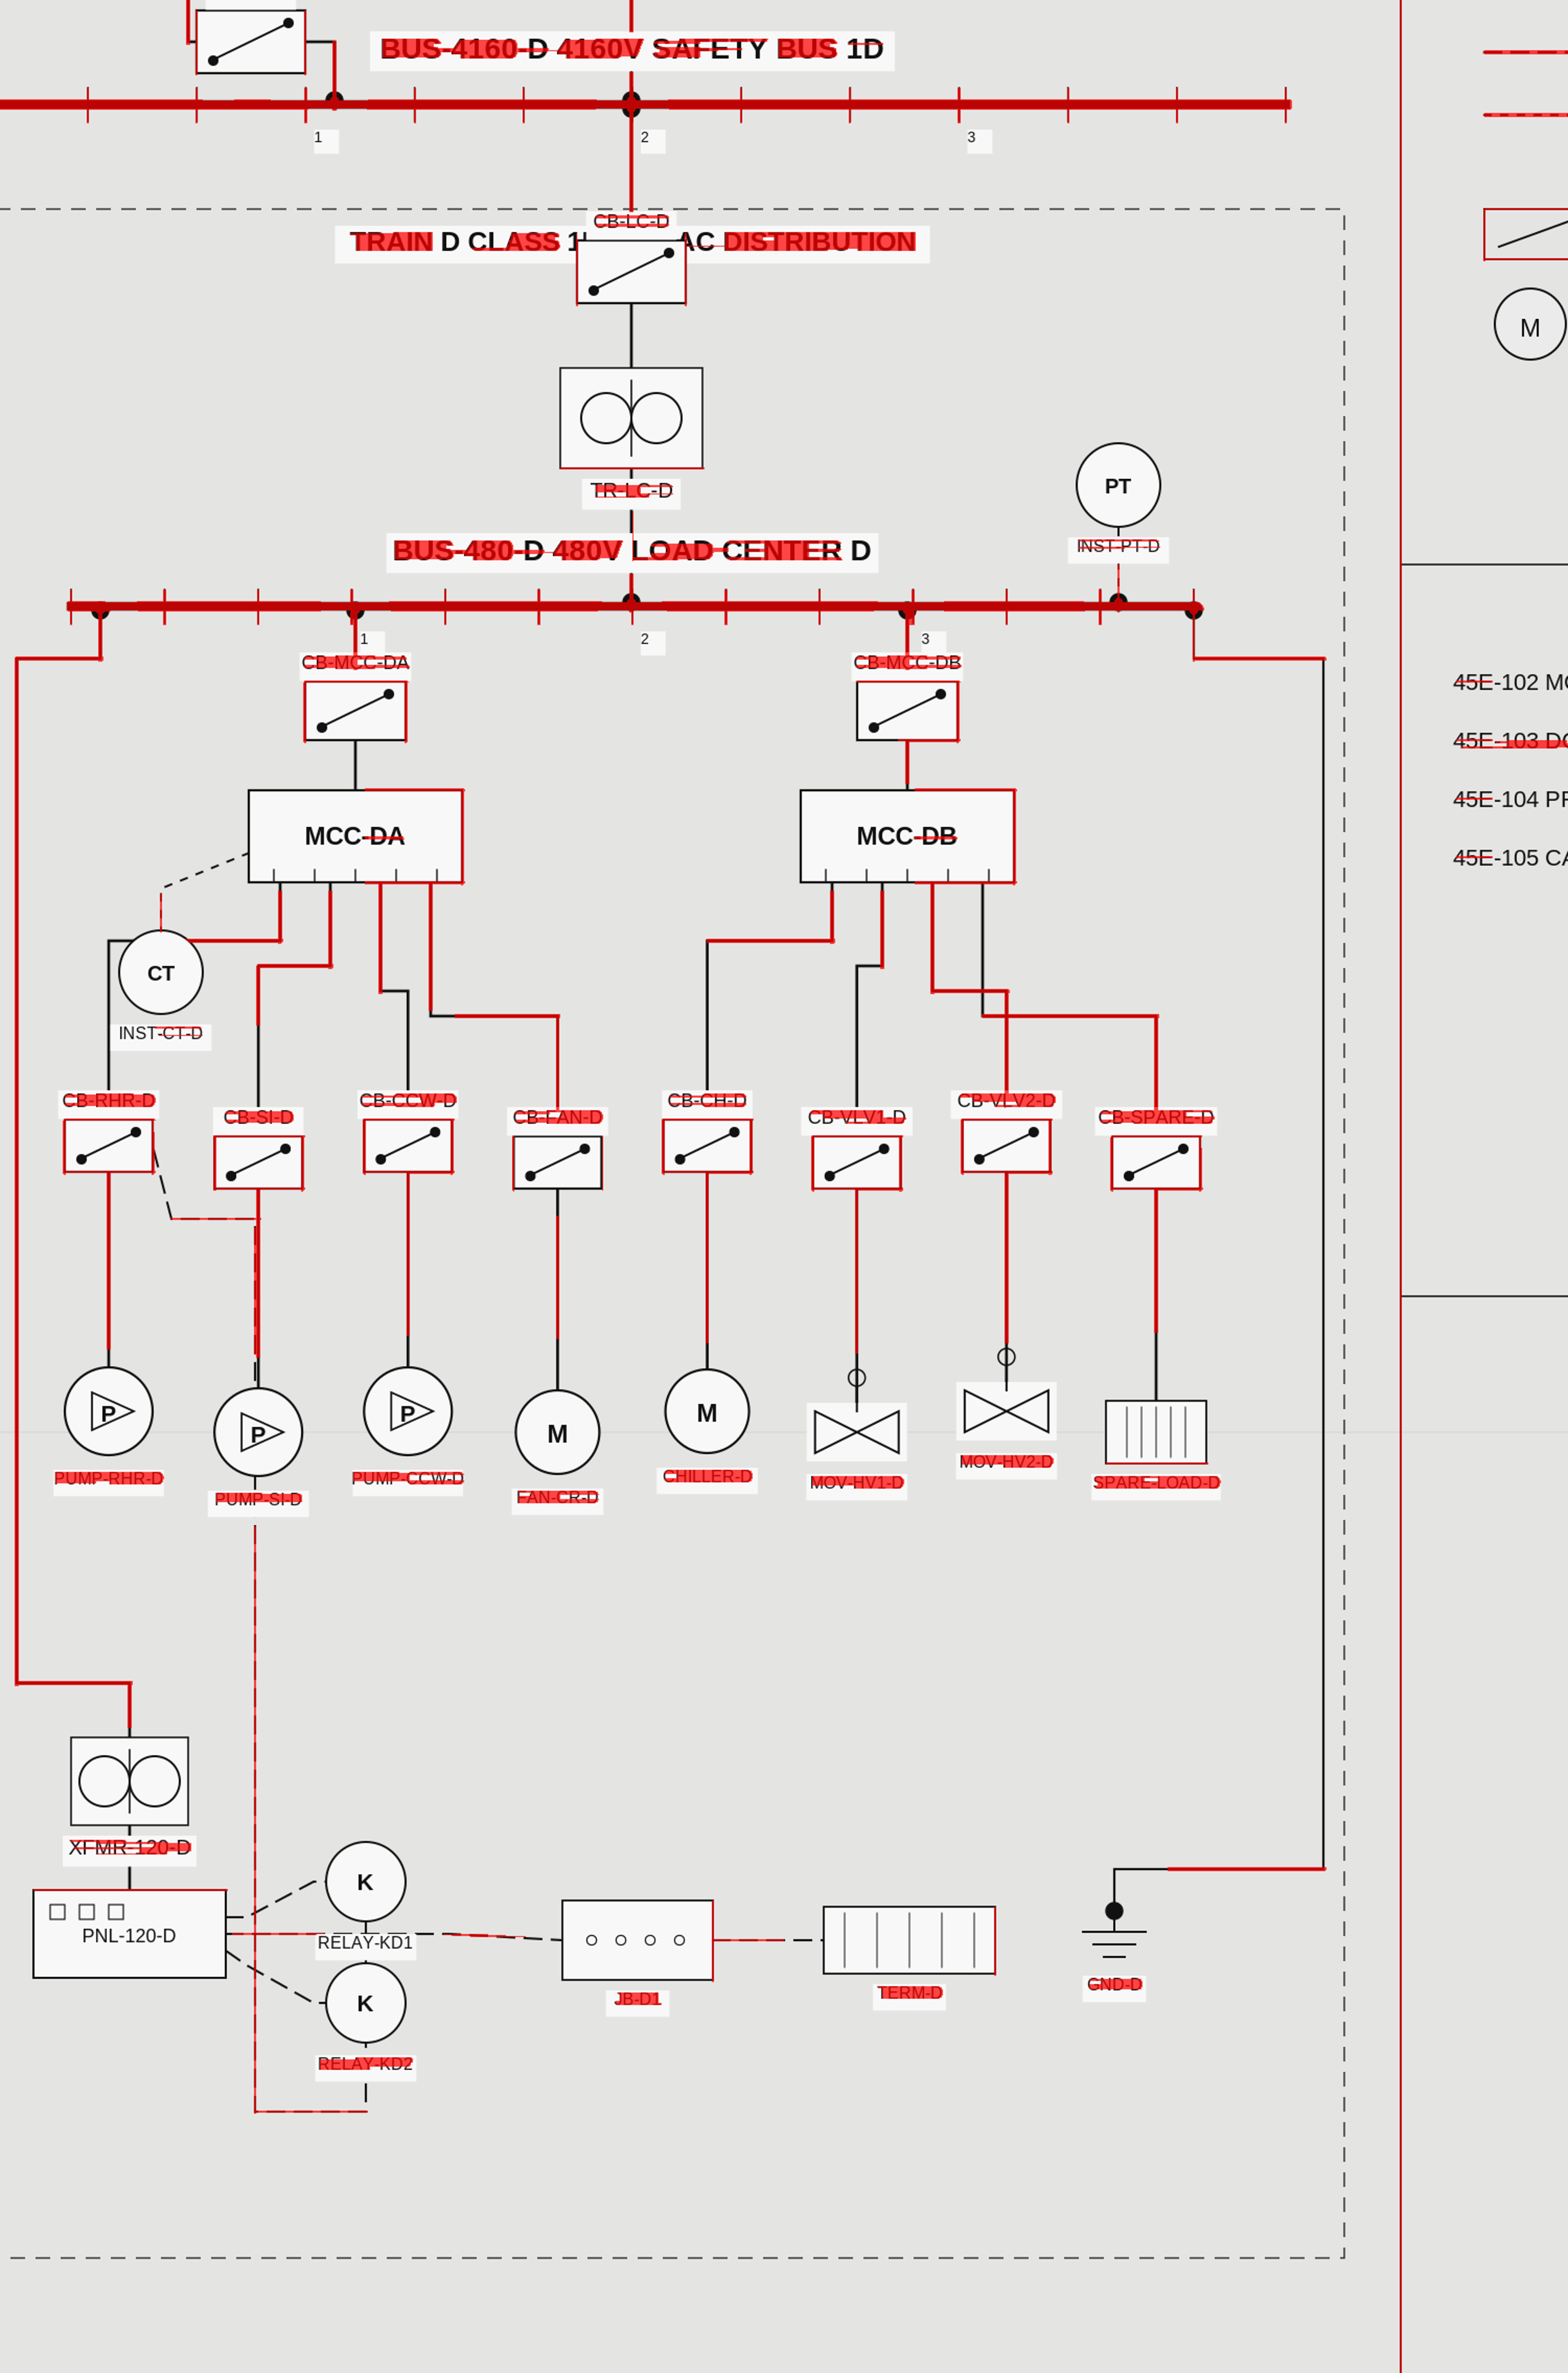 BUS-4160-D 4160V SAFETY BUS 1D
1
2
3
CB-LC-D
TRAIN D CLASS AC DISTRIBUTION
M
TR-LC-D
PT
INST-PT-D
BUS-480-D 480V LOAD CENTER D
1
2
3
CB-MCC-DA
CB-MCC-DB
45E-102
45E-103
45E-104
45E-105
MCC-DA
MCC-DB
CT
INST-CT-D
CB-RHR-D
CB-SI-D
CB-CCW-D
CB-FAN-D
CB-CH-D
CB-VLV1-D
CB-VLV2-D
CB-SPARE-D
P
P
P
M
M
PUMP-RHR-D
PUMP-SI-D
PUMP-CCW-D
FAN-CR-D
CHILLER-D
MOV-HV1-D
MOV-HV2-D
SPARE-LOAD-D
XFMR-120-D
PNL-120-D
K
RELAY-KD1
K
RELAY-KD2
JB-D1
TERM-D
GND-D